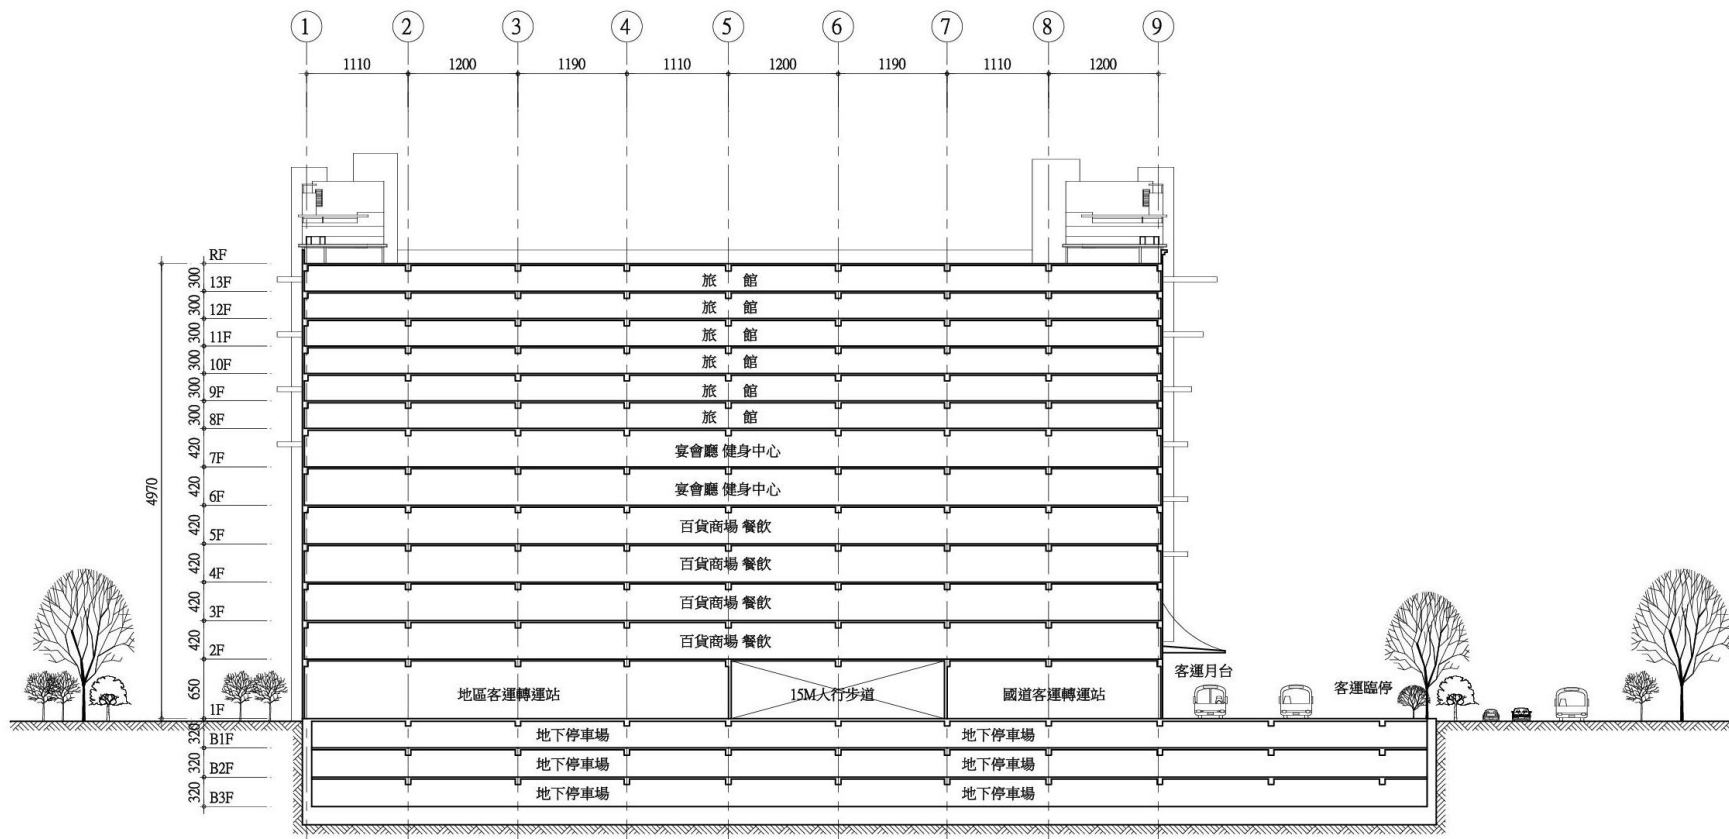 1 2 3 4 5 6 7 8 9
1110 1200 1190 1110 1200 1190 1110 1200
RF
300
13F 旅 館
300
12F 旅 館
300
11F 旅 館
300
10F 旅 館
300
9F 旅 館
300
8F 旅 館
420
7F 宴會廳 健身中心
420
6F 宴會廳 健身中心
4970
420
5F 百貨商場 餐飲
420
4F 百貨商場 餐飲
420
3F 百貨商場 餐飲
420
2F 百貨商場 餐飲
650
1F 地區客運轉運站 15M人行步道 國道客運轉運站 客運月台 客運臨停
320
B1F 地下停車場 地下停車場
320
B2F 地下停車場 地下停車場
320
B3F 地下停車場 地下停車場